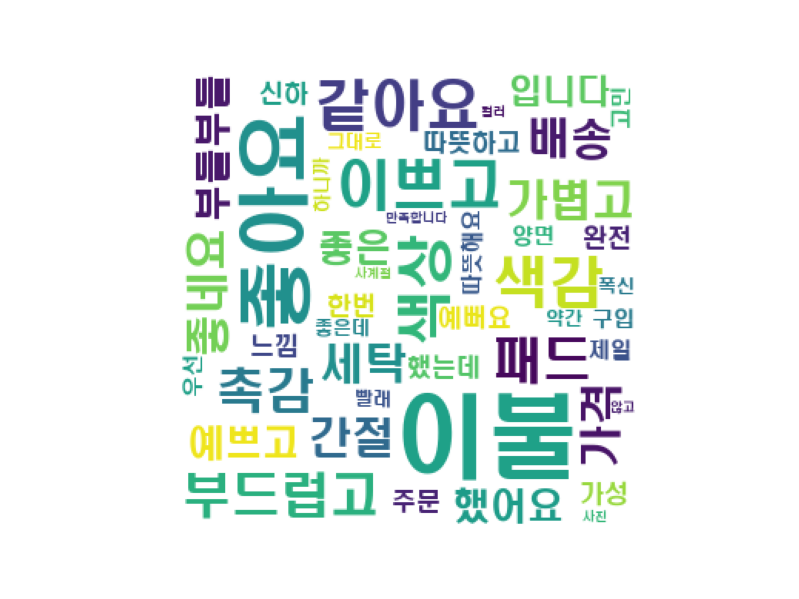 부들부들
신하
같아요
컬러
입니다
고민
그대로
따뜻하고
배송
좋아요
하니까
이쁘고
가볍고
만족합니다
따뜻해요
양면
완전
좋네요
좋은
색상
사계절
색감
폭신
한번
예뻐요
약간
구입
좋은데
느낌
세탁
했는데
패드
제일
우선
촉감
빨래
이불
가격
않고
예쁘고
간절
부드럽고
주문
했어요
가성
사진